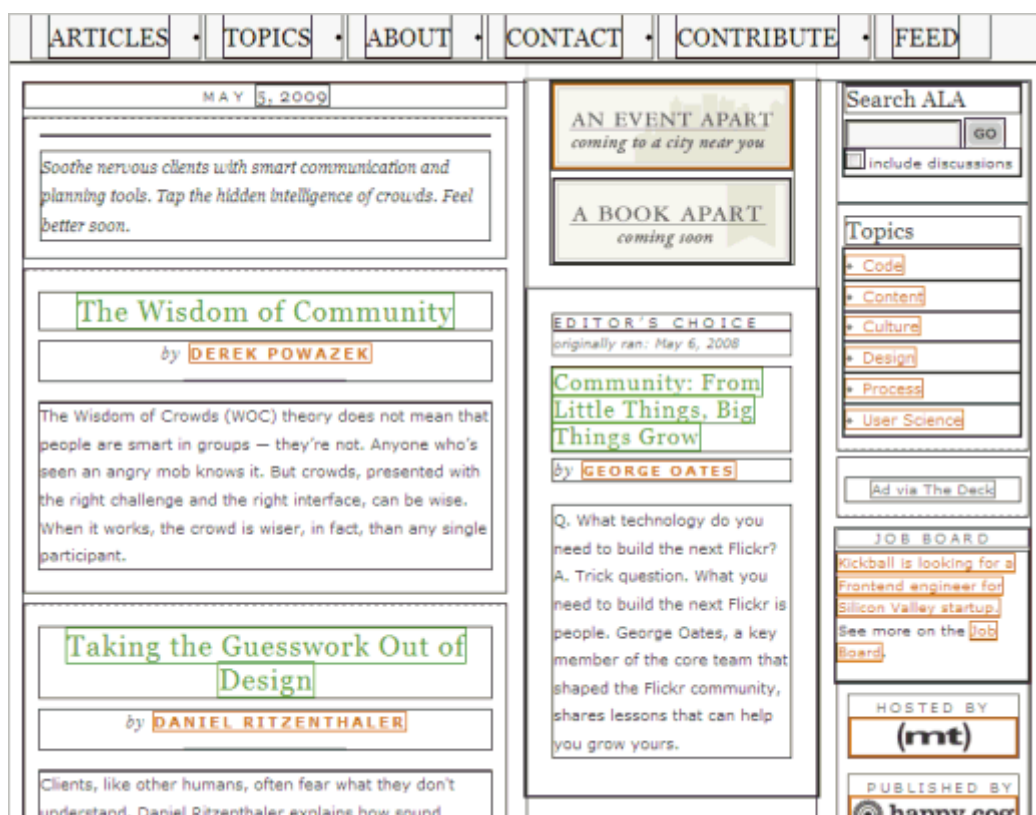 ARTICLES • TOPICS • ABOUT • CONTACT • CONTRIBUTE • FEED
MAY 5, 2009
Soothe nervous clients with smart communication and
planning tools. Tap the hidden intelligence of crowds. Feel
better soon.
The Wisdom of Community
by DEREK POWAZEK
The Wisdom of Crowds (WOC) theory does not mean that
people are smart in groups — they're not. Anyone who's
seen an angry mob knows it. But crowds, presented with
the right challenge and the right interface, can be wise.
When it works, the crowd is wiser, in fact, than any single
participant.
Taking the Guesswork Out of
Design
by DANIEL RITZENTHALER
Clients, like other humans, often fear what they don't
understand. Daniel Ritzenthaler explains how sound
AN EVENT APART
coming to a city near you
A BOOK APART
coming soon
EDITOR'S CHOICE
originally ran: May 6, 2008
Community: From
Little Things, Big
Things Grow
by GEORGE OATES
Q. What technology do you
need to build the next Flickr?
A. Trick question. What you
need to build the next Flickr is
people. George Oates, a key
member of the core team that
shaped the Flickr community,
shares lessons that can help
you grow yours.
Search ALA
GO
include discussions
Topics
• Code
• Content
• Culture
• Design
• Process
• User Science
Ad via The Deck
JOB BOARD
Kickball is looking for a
Frontend engineer for
Silicon Valley startup.
See more on the Job
Board.
HOSTED BY
(mt)
PUBLISHED BY
happy cog